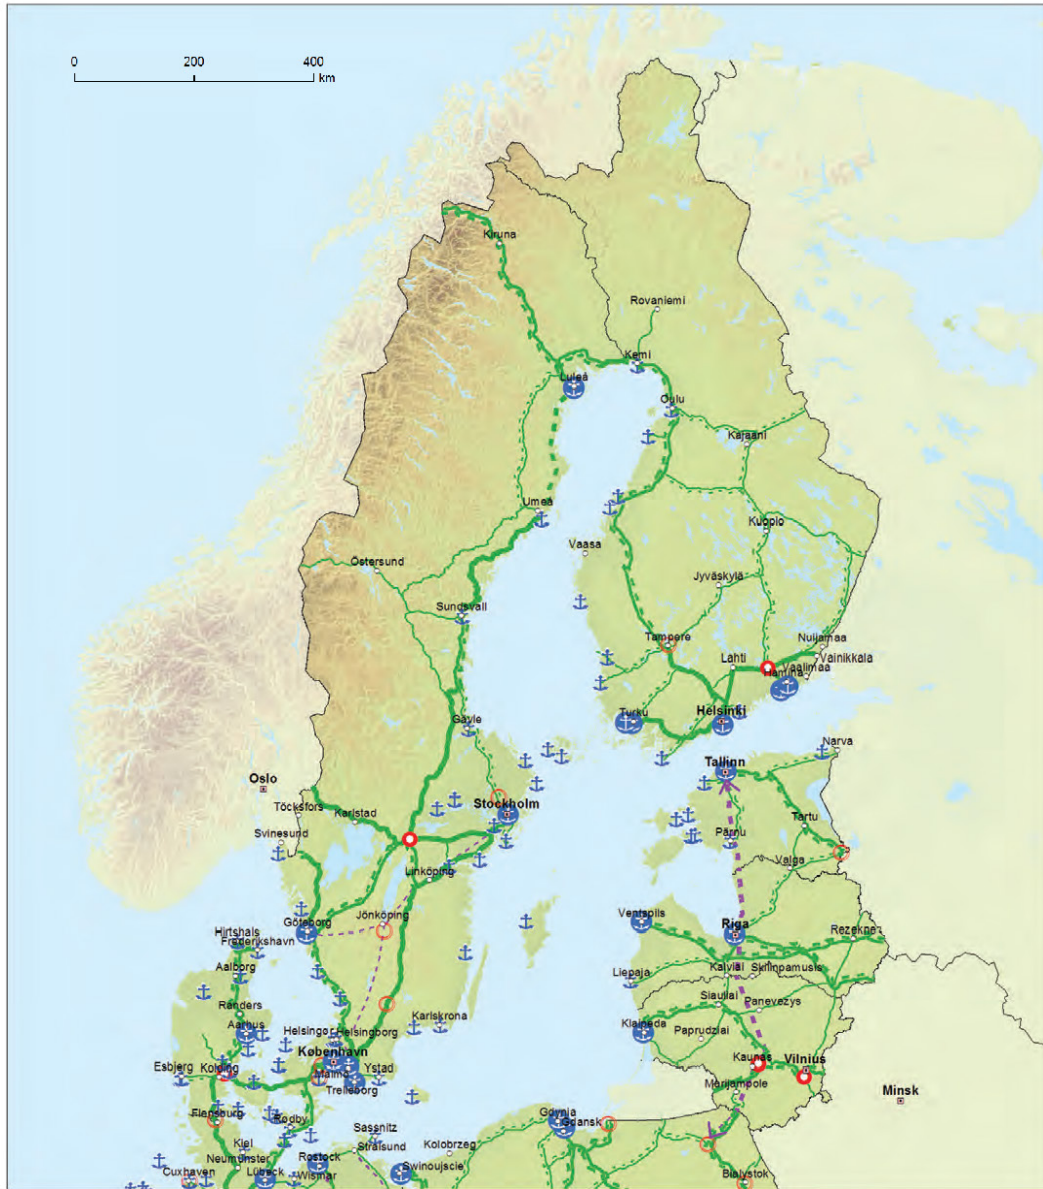 0 200 400
km
Kiruna
Rovaniemi
Kemi
Luleå
Oulu
Kajaani
Umeå
Kuopio
Vaasa
Östersund
Jyväskylä
Sundsvall
Tampere
Nuijamaa
Lahti
Vainikkala
Vaalimaa
Hamina
Turku
Helsinki
Gävle
Narva
Tallinn
Oslo
Töcksfors
Karlstad
Stockholm
Svinesund
Pärnu
Tartu
Valga
Linköping
Jönköping
Göteborg
Ventspils
Riga
Rezekne
Hirtshals
Frederikshavn
Aalborg
Liepaja
Kalviai
Skilinpamusis
Siauliai
Panevezys
Randers
Aarhus
Helsingør
Helsingborg
Karlskrona
Klaipeda
Paprudziai
København
Kaunas
Vilnius
Esbjerg
Kolding
Malmö
Ystad
Trelleborg
Marijampole
Minsk
Flensburg
Rødby
Gdynia
Gdansk
Sassnitz
Kiel
Stralsund
Kolobrzeg
Neumünster
Rostock
Swinoujscie
Cuxhaven
Lübeck
Wismar
Bialystok